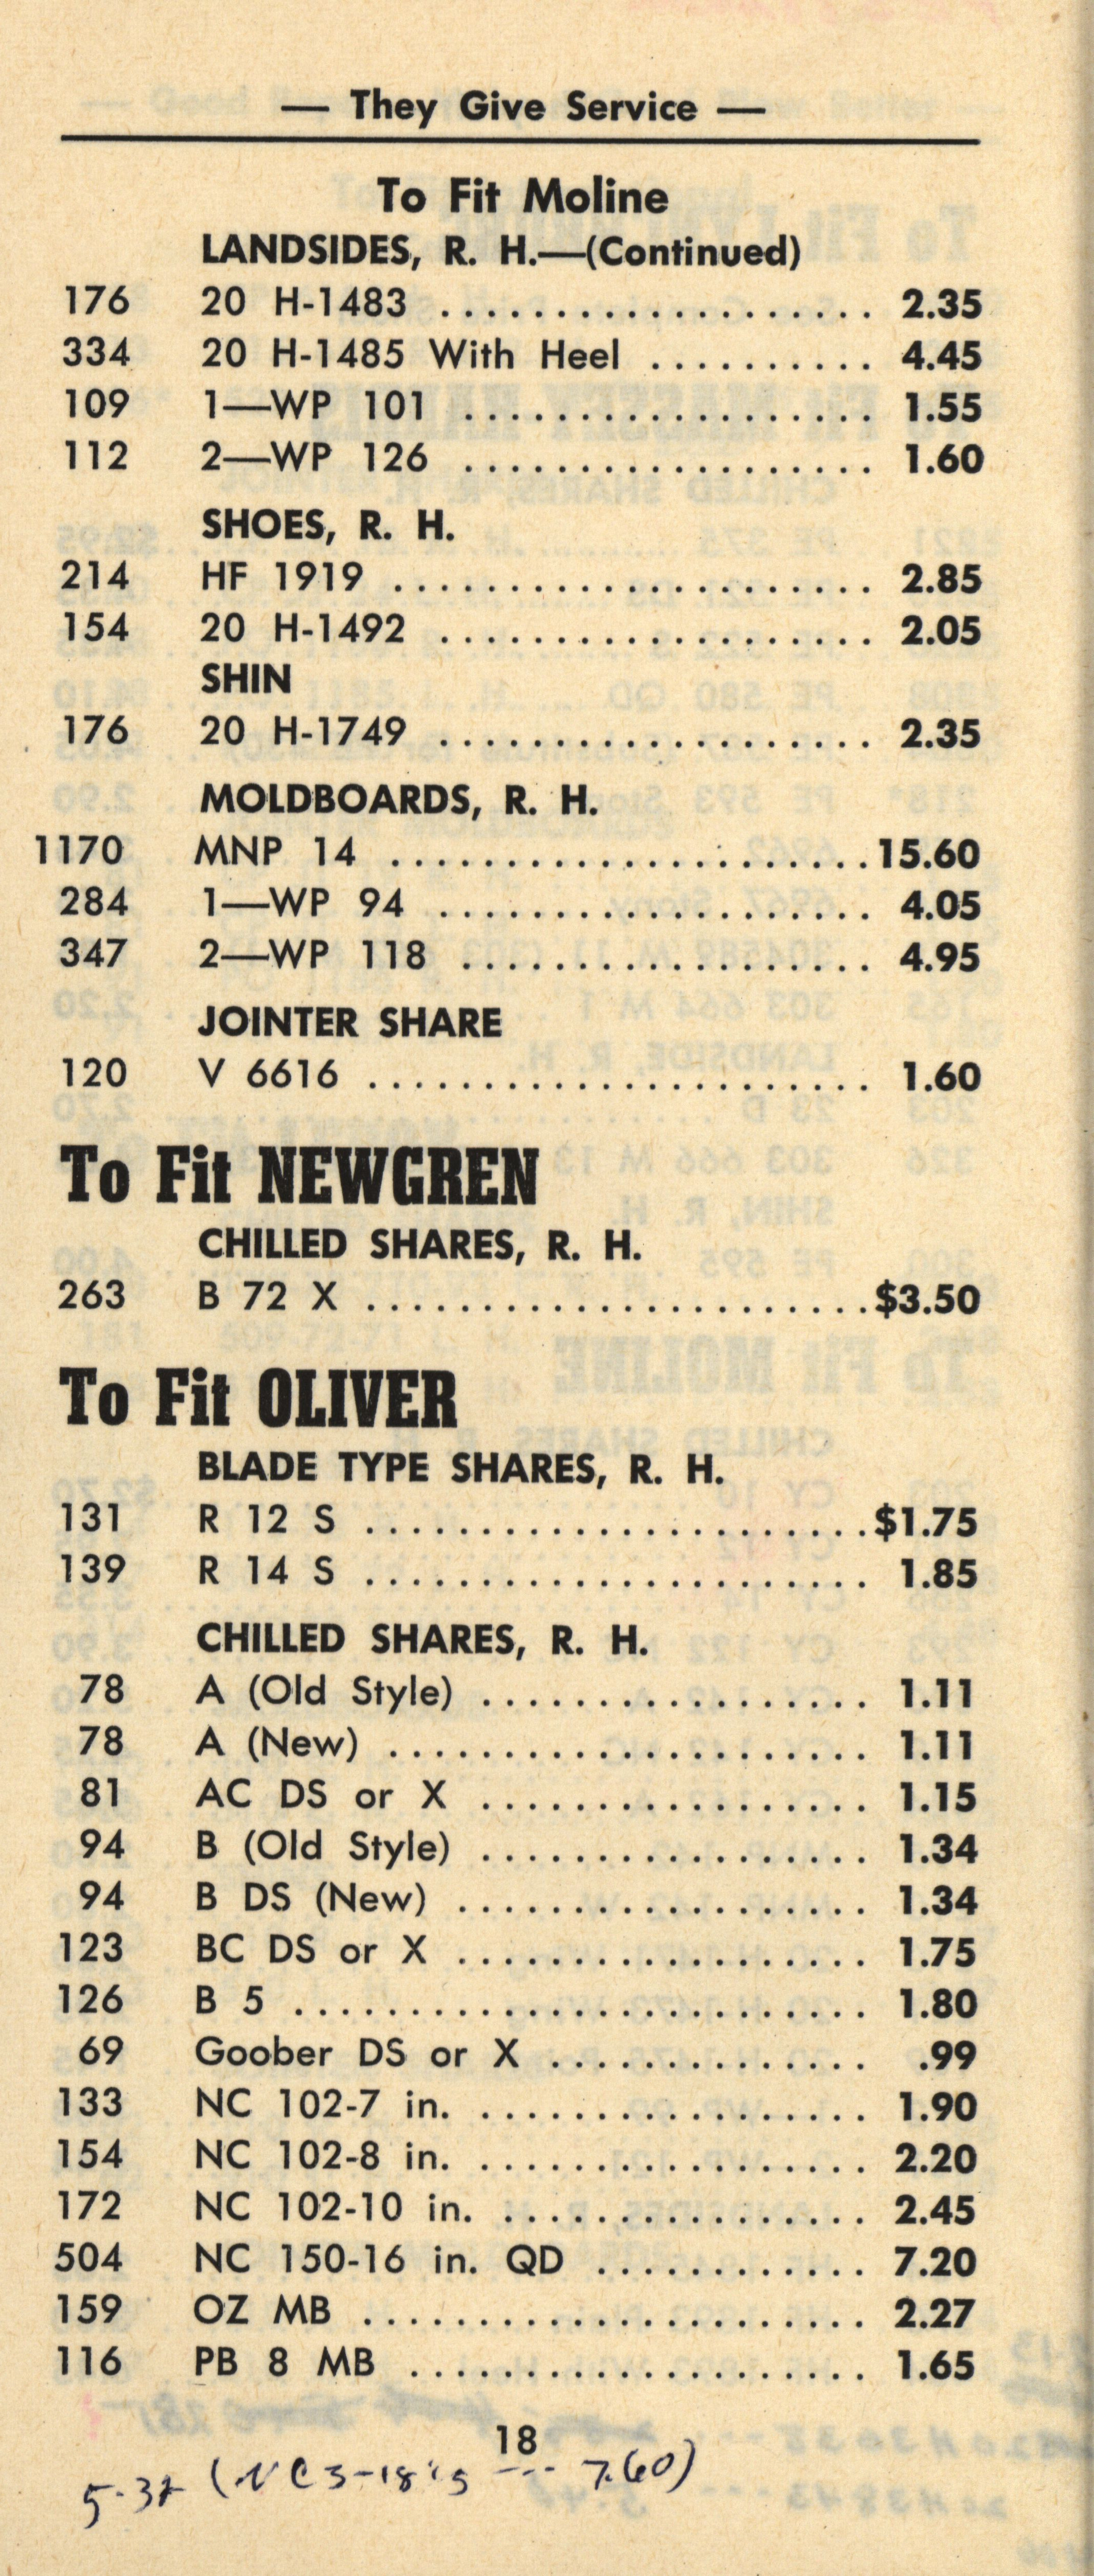 — They Give Service —
To Fit Moline
LANDSIDES, R. H.—(Continued)
176 20 H-1483 ................... 2.35
334 20 H-1485 With Heel .......... 4.45
109 1—WP 101 .................. 1.55
112 2—WP 126 .................. 1.60
SHOES, R. H.
214 HF 1919 ..................... 2.85
154 20 H-1492 ................... 2.05
SHIN
176 20 H-1749 ................... 2.35
MOLDBOARDS, R. H.
1170 MNP 14 .....................15.60
284 1—WP 94 ................... 4.05
347 2—WP 118 .................. 4.95
JOINTER SHARE
120 V 6616 ...................... 1.60
To Fit NEWGREN
CHILLED SHARES, R. H.
263 B 72 X ......................$3.50
To Fit OLIVER
BLADE TYPE SHARES, R. H.
131 R 12 S ......................$1.75
139 R 14 S ...................... 1.85
CHILLED SHARES, R. H.
78 A (Old Style) ................. 1.11
78 A (New) ..................... 1.11
81 AC DS or X ................. 1.15
94 B (Old Style) ................. 1.34
94 B DS (New) .................. 1.34
123 BC DS or X .................. 1.75
126 B 5 ......................... 1.80
69 Goober DS or X .............. .99
133 NC 102-7 in. ................. 1.90
154 NC 102-8 in. ................. 2.20
172 NC 102-10 in. ................ 2.45
504 NC 150-16 in. QD ............ 7.20
159 OZ MB ...................... 2.27
116 PB 8 MB .................... 1.65
18
(NC3-18's --- 7.60)